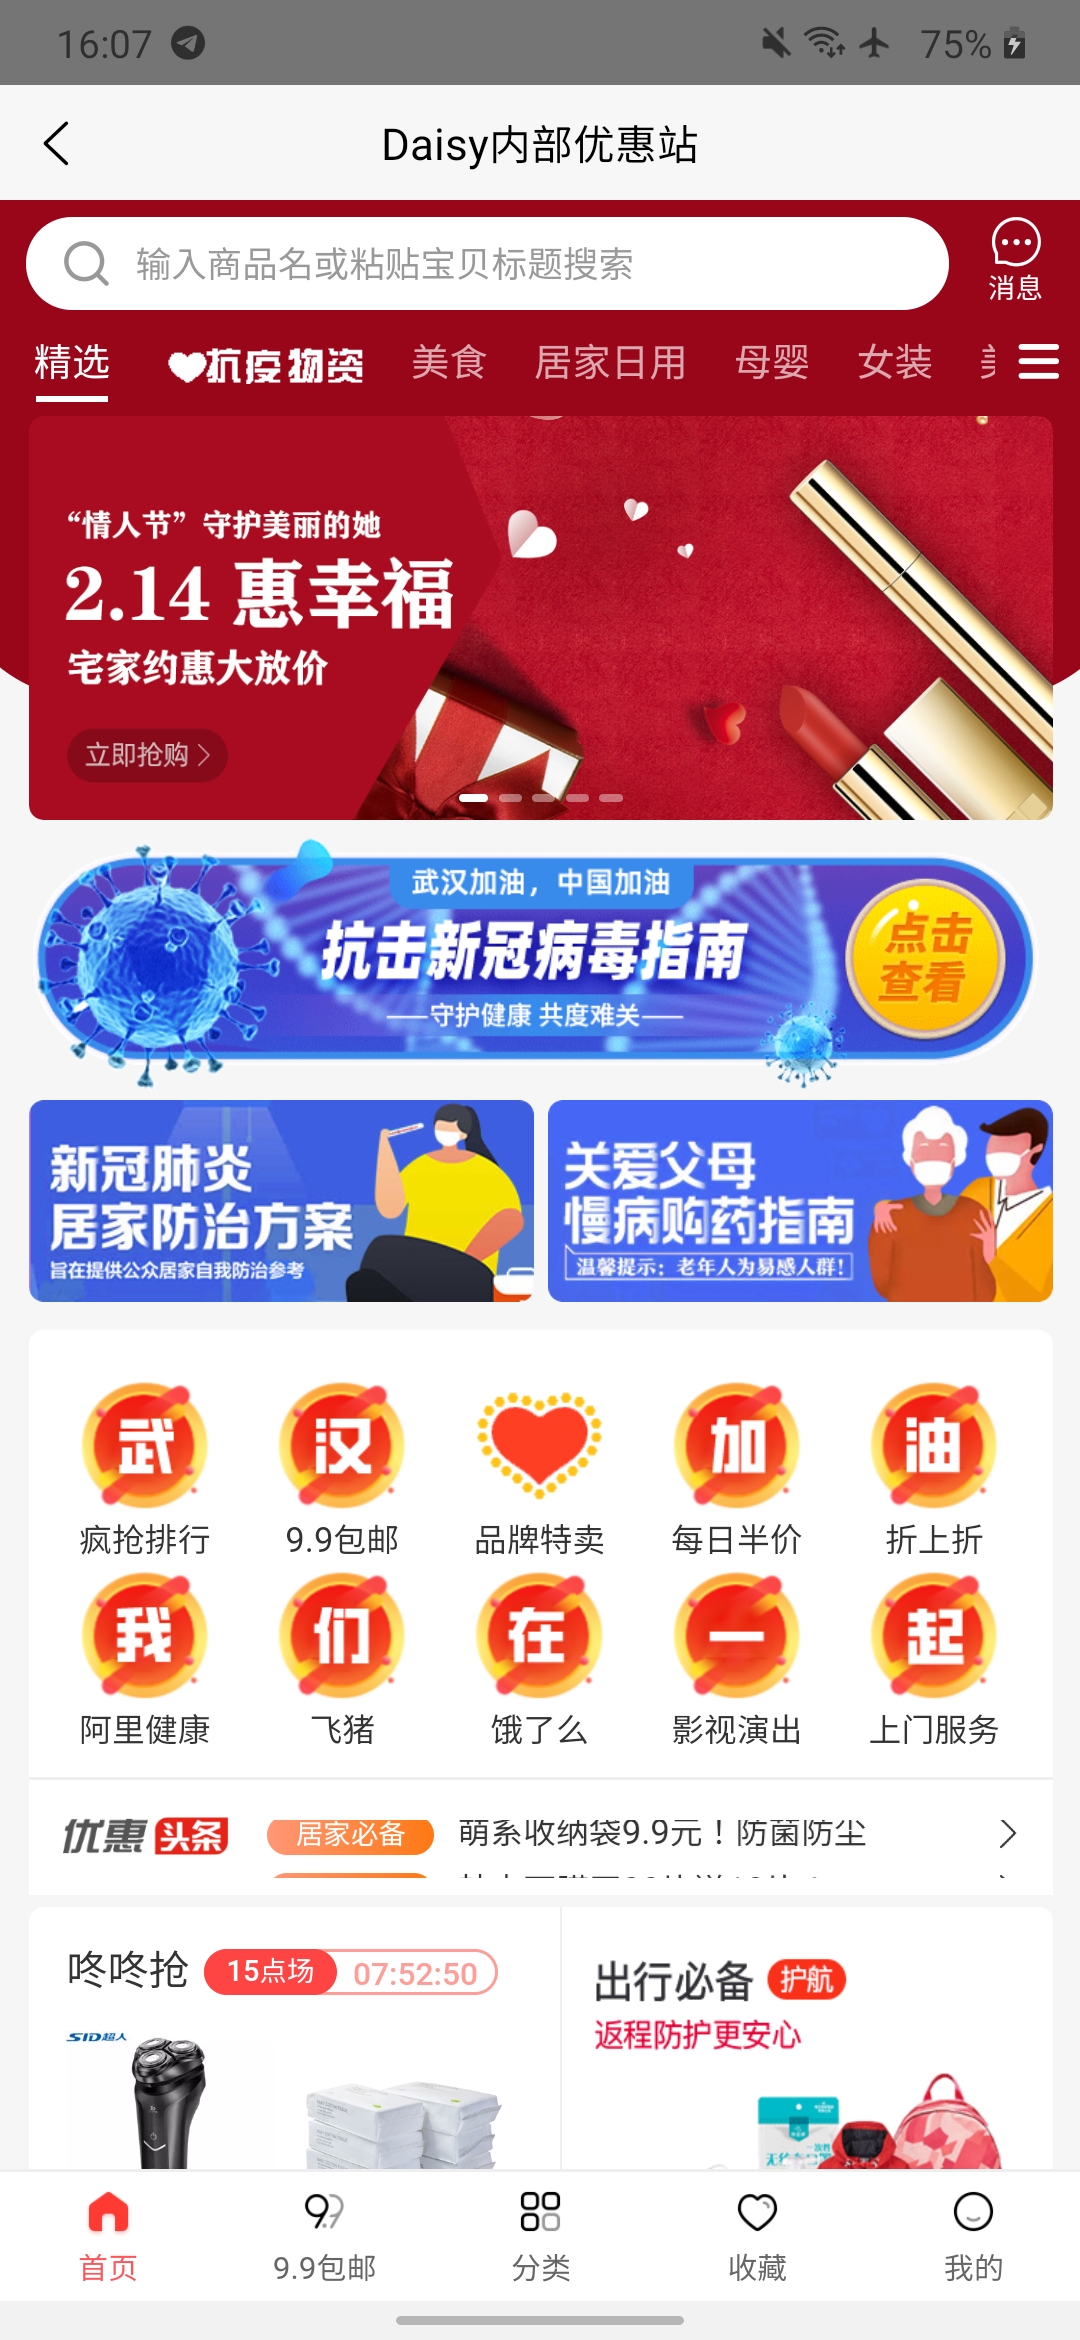 16:07
75%
Daisy内部优惠站
输入商品名或粘贴宝贝标题搜索
消息
精选 抗疫物资 美食 居家日用 母婴 女装
“情人节”守护美丽的她
2.14 惠幸福
宅家约惠大放价
立即抢购
武汉加油，中国加油
抗击新冠病毒指南
——守护健康 共度难关——
点击
查看
新冠肺炎
居家防治方案
旨在提供公众居家自我防治参考
关爱父母
慢病购药指南
温馨提示：老年人为易感人群！
武 汉 加 油
疯抢排行 9.9包邮 品牌特卖 每日半价 折上折
我 们 在 一 起
阿里健康 飞猪 饿了么 影视演出 上门服务
优惠头条 居家必备 萌系收纳袋9.9元！防菌防尘
咚咚抢 15点场 07:52:50
SID超人
出行必备 护航
返程防护更安心
一次性
9.9
首页 9.9包邮 分类 收藏 我的